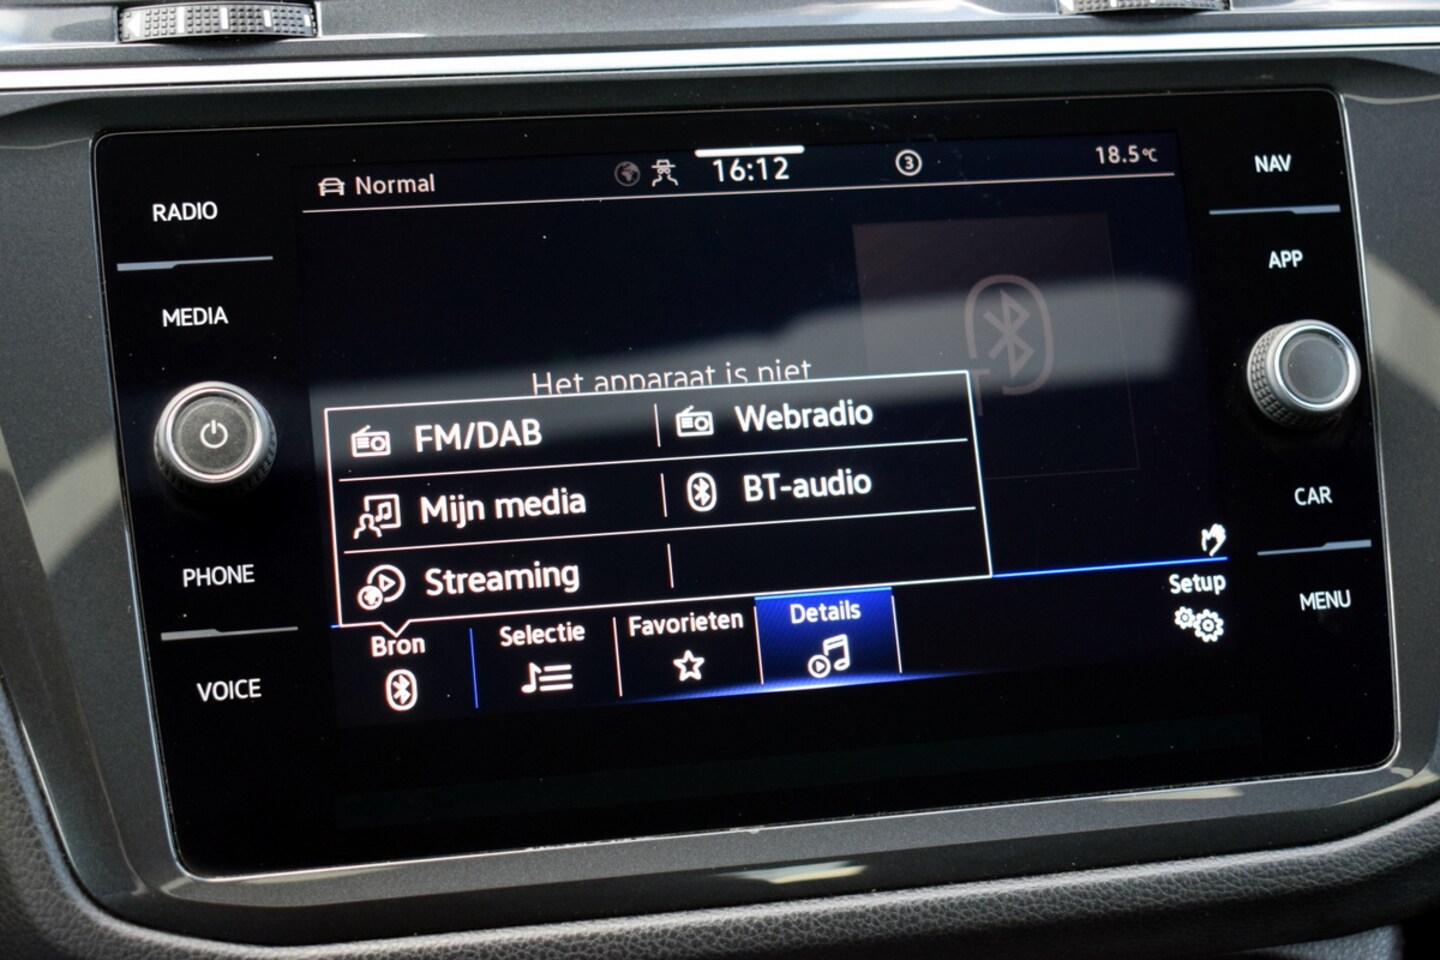 Normal
16:12
3
18.5°C
RADIO
MEDIA
PHONE
VOICE
NAV
APP
CAR
MENU
Het apparaat is niet
FM/DAB
Webradio
Mijn media
BT-audio
Streaming
Bron
Selectie
Favorieten
Details
Setup